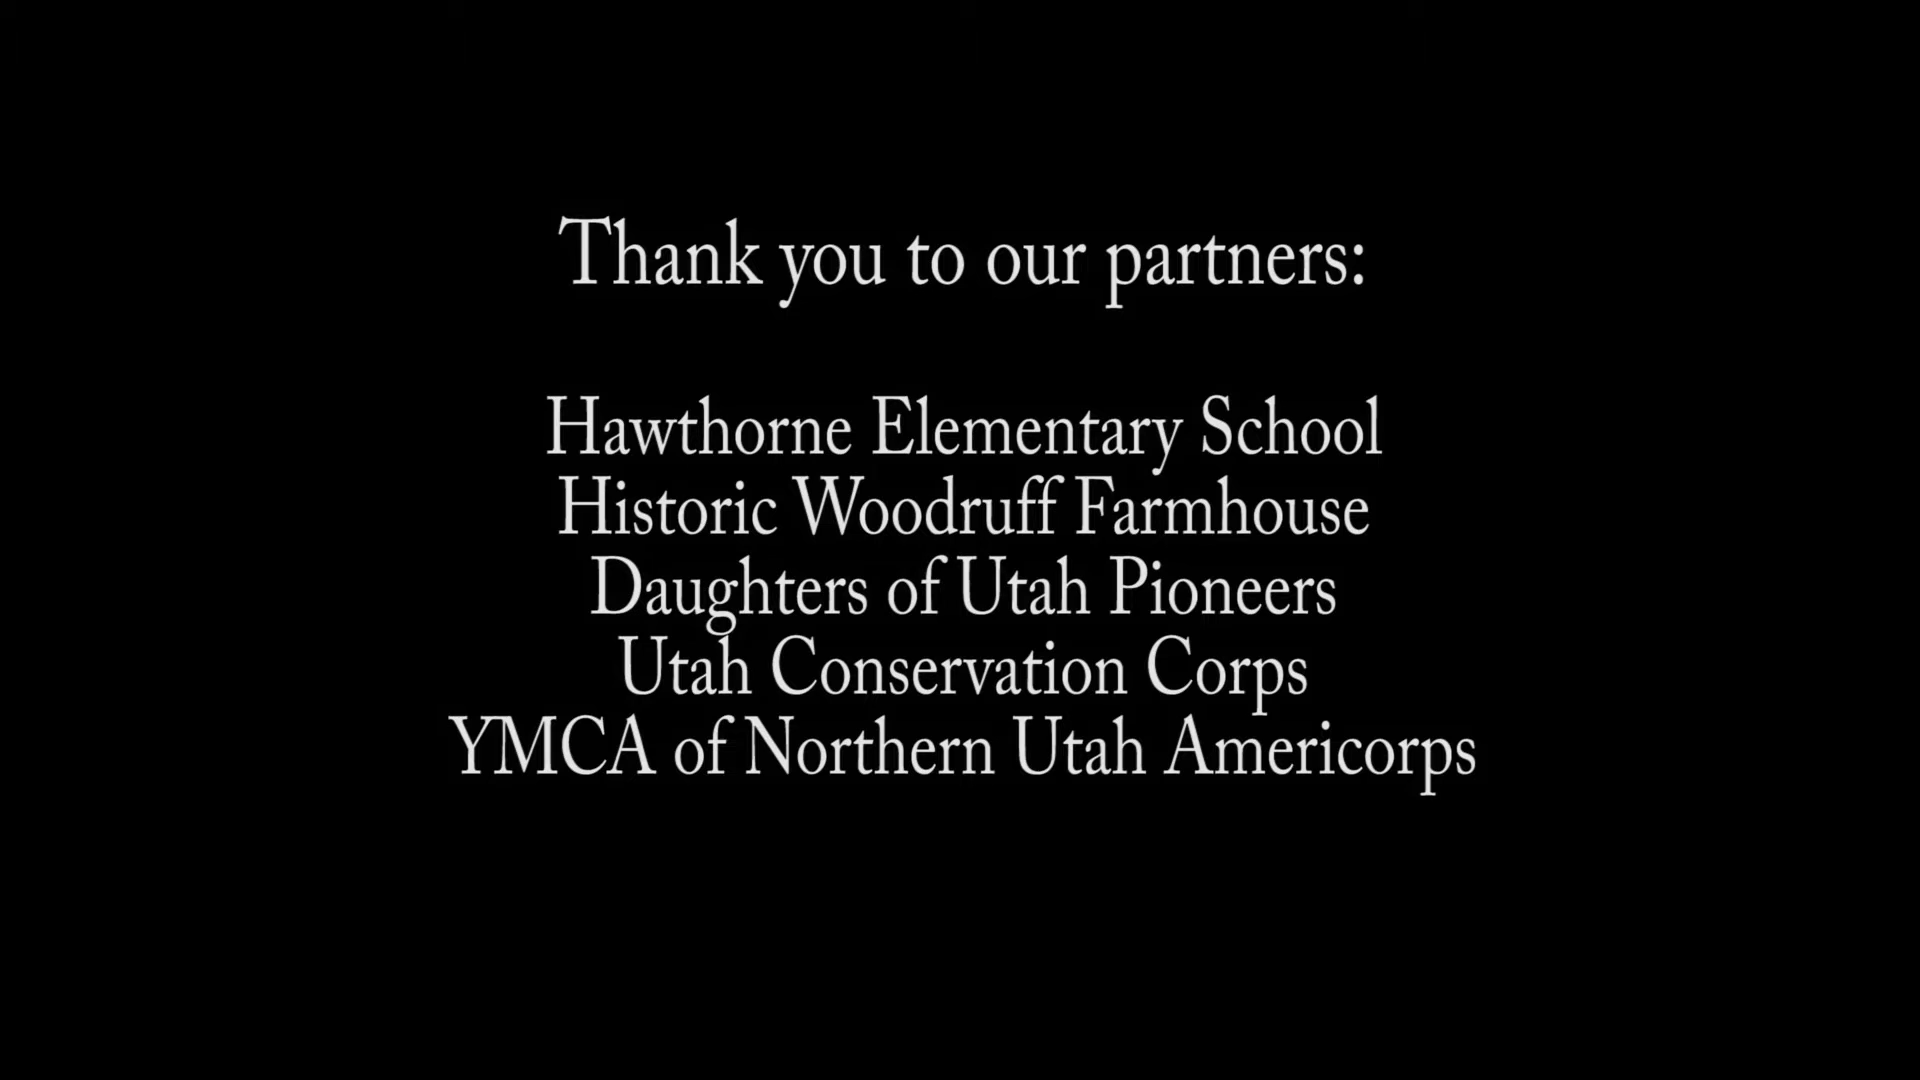 Thank you to our partners:
Hawthorne Elementary School
Historic Woodruff Farmhouse
Daughters of Utah Pioneers
Utah Conservation Corps
YMCA of Northern Utah Americorps